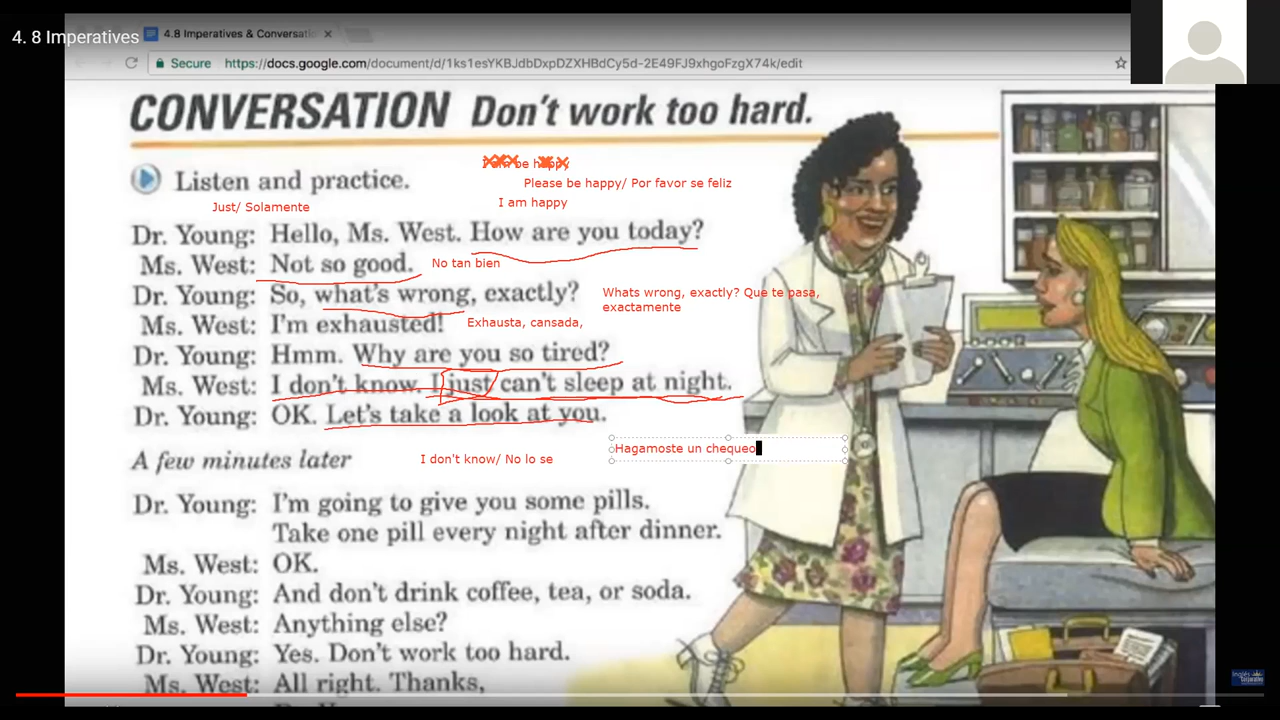 4. 8 Imperatives
4.8 Imperatives & Conversati
Secure https://docs.google.com/document/d/1ks1esYKBJdbDxpDZXHBdCy5d-2E49FJ9xhgoFzgX74k/edit
CONVERSATION Don't work too hard.
I am be happy
Listen and practice.
Please be happy/ Por favor se feliz
Just/ Solamente
I am happy
Dr. Young: Hello, Ms. West. How are you today?
Ms. West: Not so good.
No tan bien
Dr. Young: So, what's wrong, exactly?
Whats wrong, exactly? Que te pasa,
exactamente
Ms. West: I'm exhausted!
Exhausta, cansada,
Dr. Young: Hmm. Why are you so tired?
Ms. West: I don't know. I just can't sleep at night.
Dr. Young: OK. Let's take a look at you.
Hagamoste un chequeo
A few minutes later
I don't know/ No lo se
Dr. Young: I'm going to give you some pills.
Take one pill every night after dinner.
Ms. West: OK.
Dr. Young: And don't drink coffee, tea, or soda.
Ms. West: Anything else?
Dr. Young: Yes. Don't work too hard.
Ms. West: All right. Thanks,